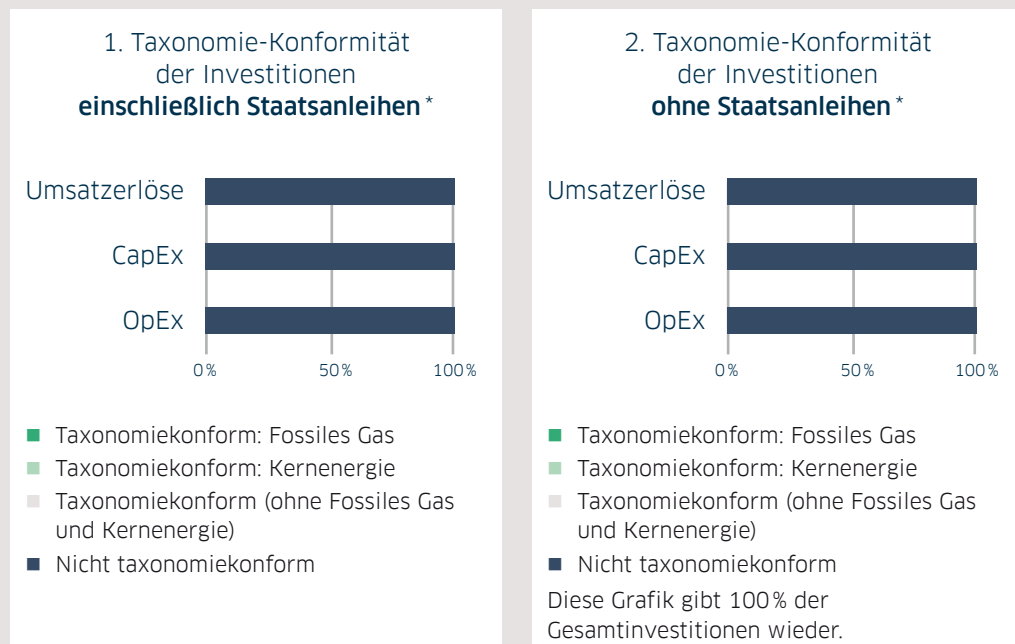 1. Taxonomie-Konformität
der Investitionen
einschließlich Staatsanleihen *
Umsatzerlöse
CapEx
OpEx
0 %
50 %
100 %
Taxonomiekonform: Fossiles Gas
Taxonomiekonform: Kernenergie
Taxonomiekonform (ohne Fossiles Gas
und Kernenergie)
Nicht taxonomiekonform
2. Taxonomie-Konformität
der Investitionen
ohne Staatsanleihen *
Umsatzerlöse
CapEx
OpEx
0 %
50 %
100 %
Taxonomiekonform: Fossiles Gas
Taxonomiekonform: Kernenergie
Taxonomiekonform (ohne Fossiles Gas
und Kernenergie)
Nicht taxonomiekonform
Diese Grafik gibt 100 % der
Gesamtinvestitionen wieder.